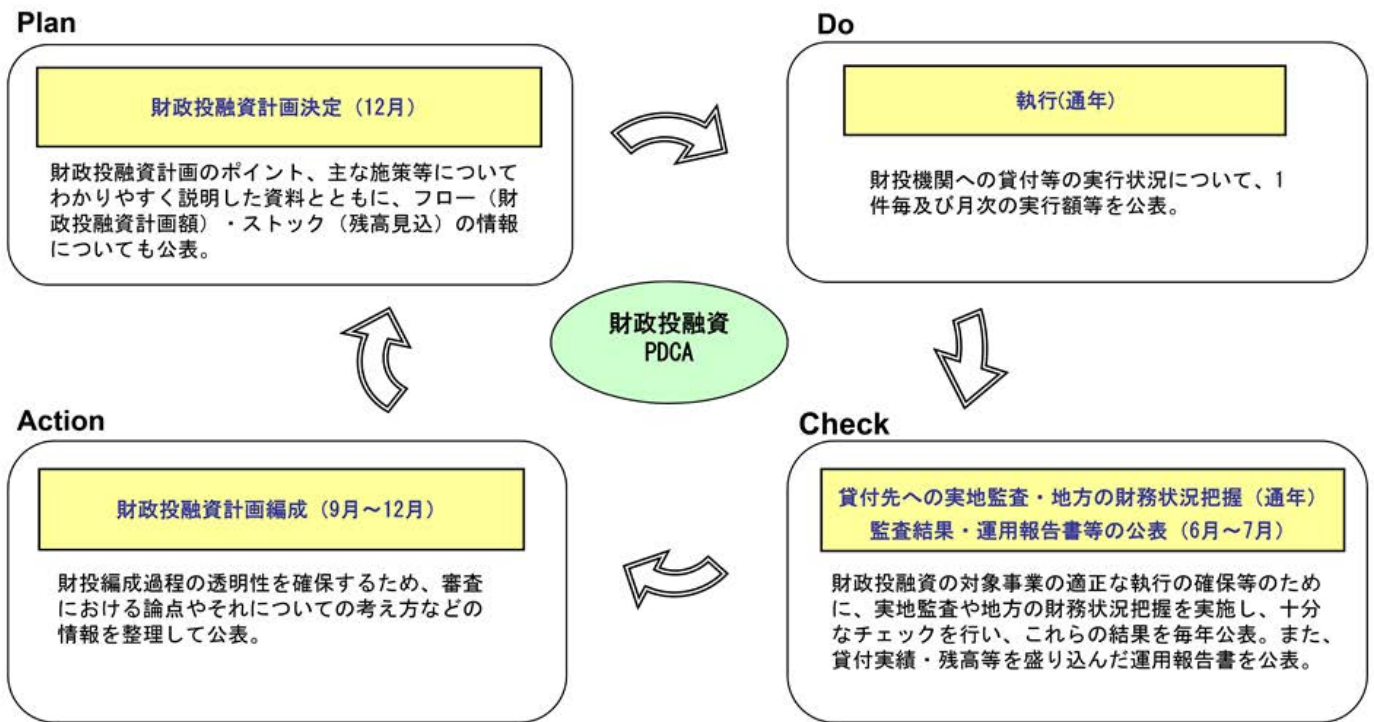 Plan
財政投融資計画決定（12月）
財政投融資計画のポイント、主な施策等について
わかりやすく説明した資料とともに、フロー（財
政投融資計画額）・ストック（残高見込）の情報
についても公表。
Do
執行(通年)
財投機関への貸付等の実行状況について、1
件毎及び月次の実行額等を公表。
財政投融資
PDCA
Action
財政投融資計画編成（9月～12月）
財投編成過程の透明性を確保するため、審査
における論点やそれについての考え方などの
情報を整理して公表。
Check
貸付先への実地監査・地方の財務状況把握（通年）
監査結果・運用報告書等の公表（6月～7月）
財政投融資の対象事業の適正な執行の確保等のため
に、実地監査や地方の財務状況把握を実施し、十分
なチェックを行い、これらの結果を毎年公表。また、
貸付実績・残高等を盛り込んだ運用報告書を公表。